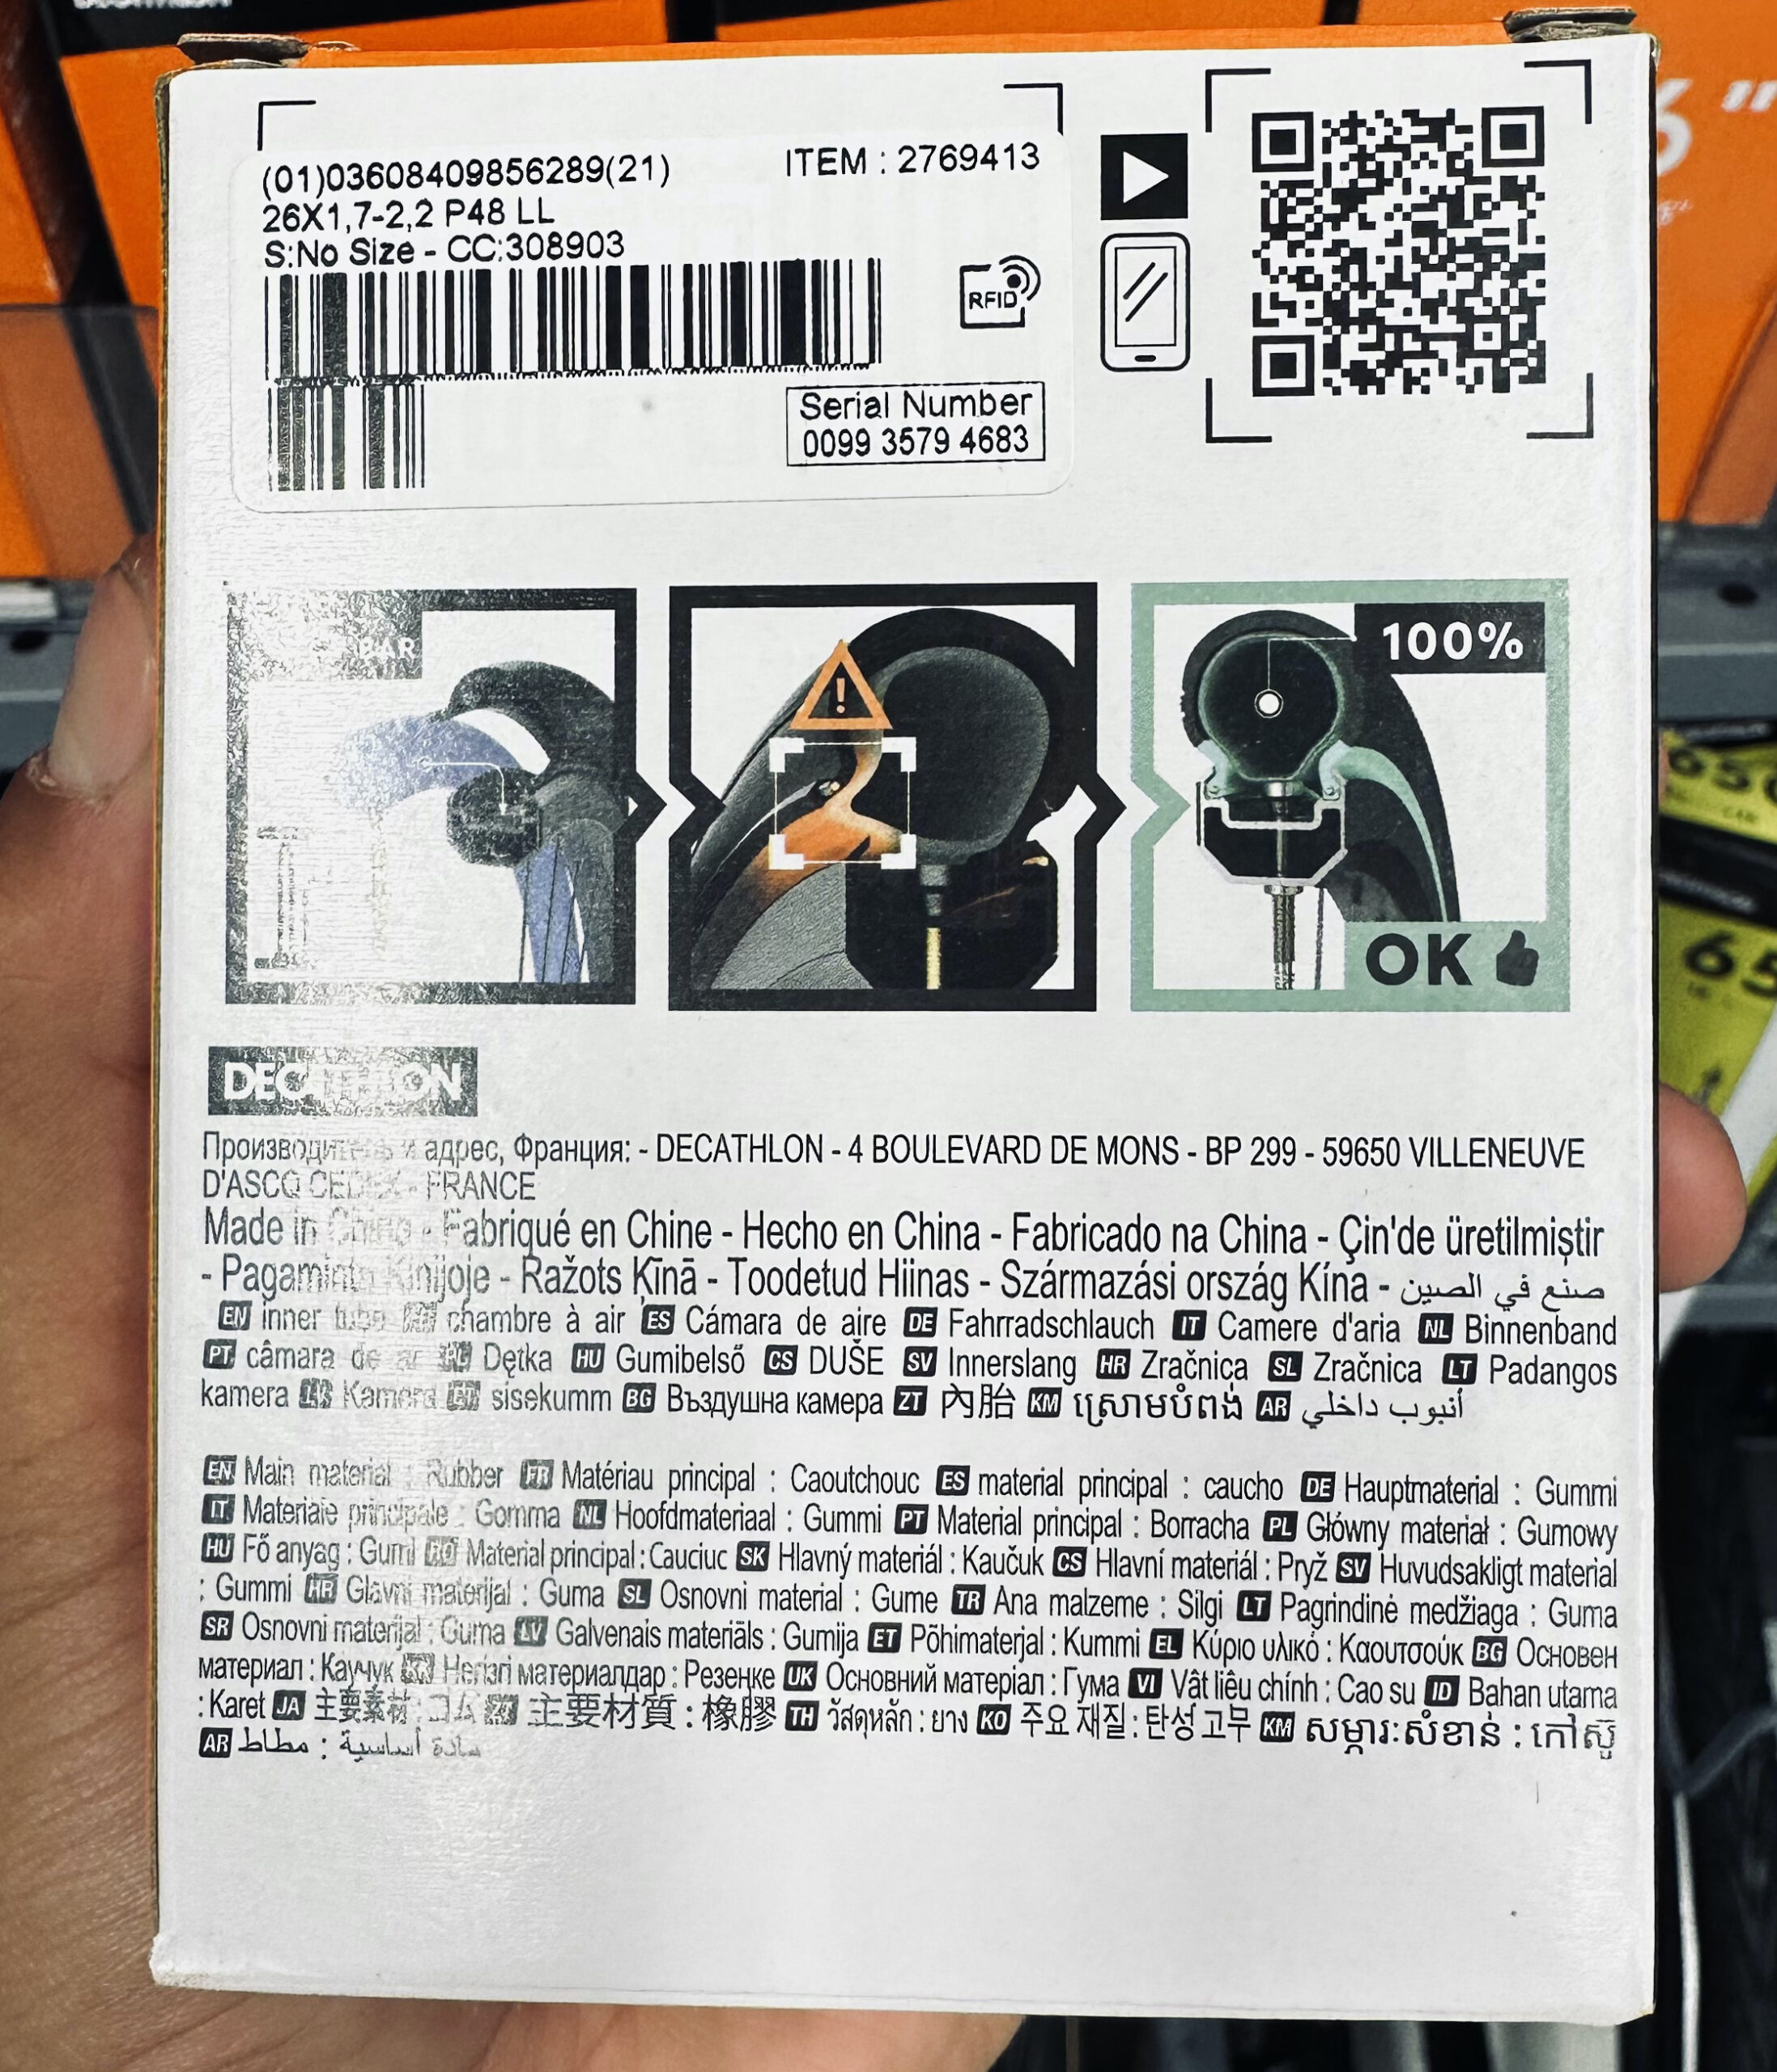 (01)03608409856289(21)
ITEM : 2769413
26X1,7-2,2 P48 LL
S:No Size - CC:308903
RFID
Serial Number
0099 3579 4683
BAR
100%
OK
DECATHLON
Производитель и адрес, Франция: - DECATHLON - 4 BOULEVARD DE MONS - BP 299 - 59650 VILLENEUVE
D'ASCQ CEDEX - FRANCE
Made in China - Fabriqué en Chine - Hecho en China - Fabricado na China - Çin'de üretilmiştir
- Pagaminta Kinijoje - Ražots Ķīnā - Toodetud Hiinas - Származási ország Kína - صنع في الصين
EN inner tube FR chambre à air ES Cámara de aire DE Fahrradschlauch IT Camere d'aria NL Binnenband
PT câmara de ar PL Dętka HU Gumibelső CS DUŠE SV Innerslang HR Zračnica SL Zračnica LT Padangos
kamera LV Kamera ET sisekumm BG Въздушна камера ZT 內胎 KM ស្រោមបំពង់ AR أنبوب داخلي
EN Main material : Rubber FR Matériau principal : Caoutchouc ES material principal : caucho DE Hauptmaterial : Gummi
IT Materiale principale : Gomma NL Hoofdmateriaal : Gummi PT Material principal : Borracha PL Główny materiał : Gumowy
HU Fő anyag : Gumi RO Material principal : Cauciuc SK Hlavný materiál : Kaučuk CS Hlavní materiál : Pryž SV Huvudsakligt material
: Gummi HR Glavni materijal : Guma SL Osnovni material : Gume TR Ana malzeme : Silgi LT Pagrindinė medžiaga : Guma
SR Osnovni materijal : Guma LV Galvenais materiāls : Gumija ET Põhimaterjal : Kummi EL Κύριο υλικό : Καουτσούκ BG Основен
материал : Каучук Негізгі материалдар : Резенке UK Основний матеріал : Гума VI Vật liệu chính : Cao su ID Bahan utama
: Karet JA 主要素材 : ゴム 主要材質 : 橡膠 TH วัสดุหลัก : ยาง KO 주요 재질 : 탄성고무 KM សម្ភារៈសំខាន់ : កៅស៊ូ
AR مادة أساسية : مطاط